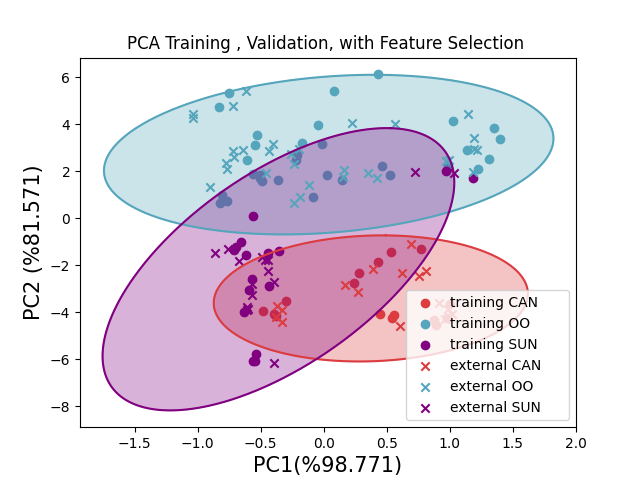 PCA Training , Validation, with Feature Selection
PC2 (%81.571)
6
4
2
0
−2
−4
−6
−8
training CAN
training OO
training SUN
external CAN
external OO
external SUN
−1.5 −1.0 −0.5 0.0 0.5 1.0 1.5 2.0
PC1(%98.771)